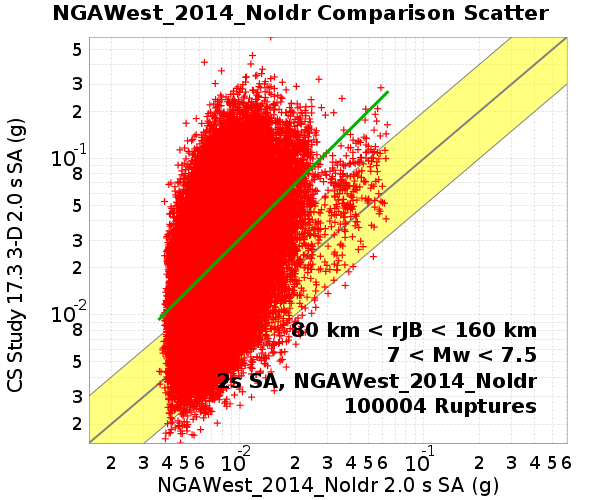 NGAWest_2014_NoIdr Comparison Scatter
CS Study 17.3 3-D 2.0 s SA (g)
5
3
2
10-1
8
5
3
2
10-2
8
5
3
2
80 km < rJB < 160 km
7 < Mw < 7.5
2s SA, NGAWest_2014_NoIdr
100004 Ruptures
2 3 4 5 6 10-2 2 3 4 5 6 10-1 2 3 4 5 6
NGAWest_2014_NoIdr 2.0 s SA (g)